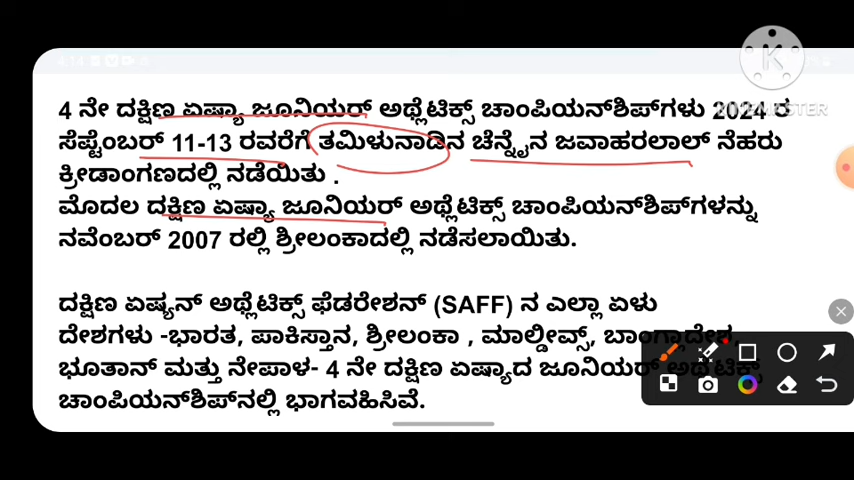 4 ನೇ ದಕ್ಷಿಣ ಏಷ್ಯಾ ಜೂನಿಯರ್ ಅಥ್ಲೆಟಿಕ್ಸ್ ಚಾಂಪಿಯನ್‌ಶಿಪ್‌ಗಳು 2024 ರ
ಸೆಪ್ಟೆಂಬರ್ 11-13 ರವರೆಗೆ ತಮಿಳುನಾಡಿನ ಚೆನ್ನೈನ ಜವಾಹರಲಾಲ್ ನೆಹರು
ಕ್ರೀಡಾಂಗಣದಲ್ಲಿ ನಡೆಯಿತು .
ಮೊದಲ ದಕ್ಷಿಣ ಏಷ್ಯಾ ಜೂನಿಯರ್ ಅಥ್ಲೆಟಿಕ್ಸ್ ಚಾಂಪಿಯನ್‌ಶಿಪ್‌ಗಳನ್ನು
ನವೆಂಬರ್ 2007 ರಲ್ಲಿ ಶ್ರೀಲಂಕಾದಲ್ಲಿ ನಡೆಸಲಾಯಿತು.
ದಕ್ಷಿಣ ಏಷ್ಯನ್ ಅಥ್ಲೆಟಿಕ್ಸ್ ಫೆಡರೇಶನ್ (SAFF) ನ ಎಲ್ಲಾ ಏಳು
ದೇಶಗಳು -ಭಾರತ, ಪಾಕಿಸ್ತಾನ, ಶ್ರೀಲಂಕಾ , ಮಾಲ್ಡೀವ್ಸ್, ಬಾಂಗ್ಲಾದೇಶ,
ಭೂತಾನ್ ಮತ್ತು ನೇಪಾಳ- 4 ನೇ ದಕ್ಷಿಣ ಏಷ್ಯಾದ ಜೂನಿಯರ್ ಅಥ್ಲೆಟಿಕ್ಸ್
ಚಾಂಪಿಯನ್‌ಶಿಪ್‌ನಲ್ಲಿ ಭಾಗವಹಿಸಿವೆ.
KINEMASTER